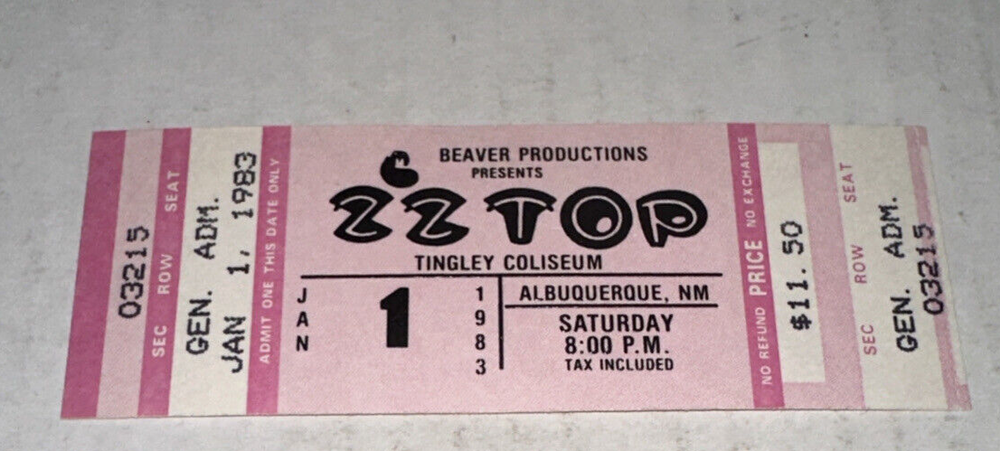 03215
SEC ROW SEAT
GEN. ADM.
JAN 1, 1983
ADMIT ONE THIS DATE ONLY
BEAVER PRODUCTIONS
PRESENTS
ZZ TOP
TINGLEY COLISEUM
JAN
1
1983
ALBUQUERQUE, NM
SATURDAY
8:00 P.M.
TAX INCLUDED
NO REFUND PRICE NO EXCHANGE
$11.50
SEC ROW SEAT
GEN. ADM.
03215